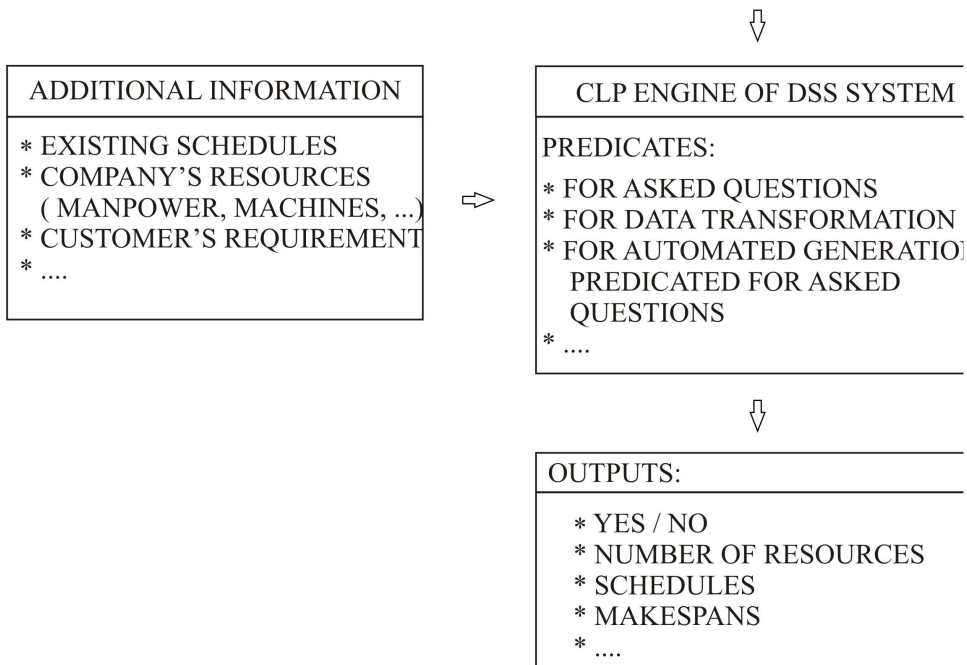 ADDITIONAL INFORMATION
* EXISTING SCHEDULES
* COMPANY'S RESOURCES
( MANPOWER, MACHINES, ...)
* CUSTOMER'S REQUIREMENT
* ....
CLP ENGINE OF DSS SYSTEM
PREDICATES:
* FOR ASKED QUESTIONS
* FOR DATA TRANSFORMATION
* FOR AUTOMATED
PREDICATED FOR ASKED
QUESTIONS
* ....
OUTPUTS:
* YES / NO
* NUMBER OF RESOURCES
* SCHEDULES
* MAKESPANS
* ....